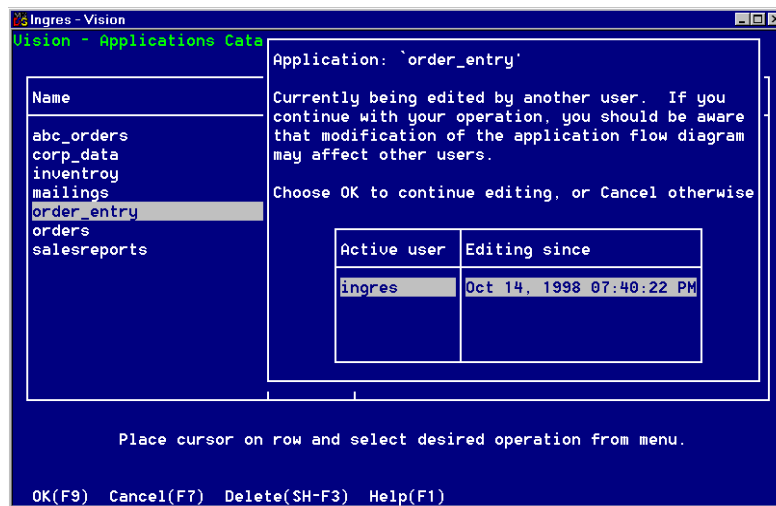 Ingres - Vision
Vision - Applications Cata
Application: `order_entry'
Name
Currently being edited by another user. If you
continue with your operation, you should be aware
that modification of the application flow diagram
may affect other users.
abc_orders
corp_data
inventroy
mailings
order_entry
orders
salesreports
Choose OK to continue editing, or Cancel otherwise
Active user Editing since
ingres Oct 14, 1998 07:40:22 PM
Place cursor on row and select desired operation from menu.
OK(F9) Cancel(F7) Delete(SH-F3) Help(F1)